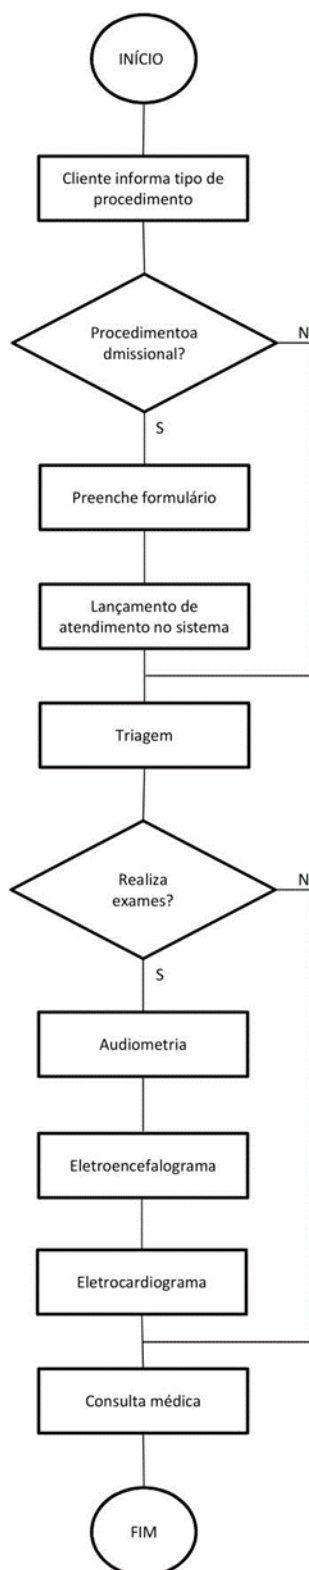 INÍCIO
Cliente informa tipo de
procedimento
Procedimentoa
dmissional?
N
S
Preenche formulário
Lançamento de
atendimento no sistema
Triagem
Realiza
exames?
N
S
Audiometria
Eletroencefalograma
Eletrocardiograma
Consulta médica
FIM